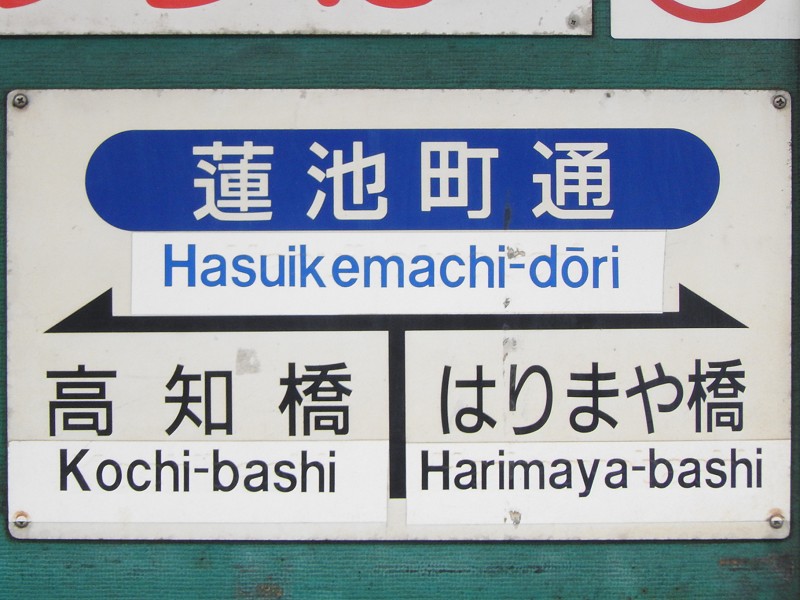 蓮池町通
Hasuikemachi-dōri
高知橋
Kochi-bashi
はりまや橋
Harimaya-bashi